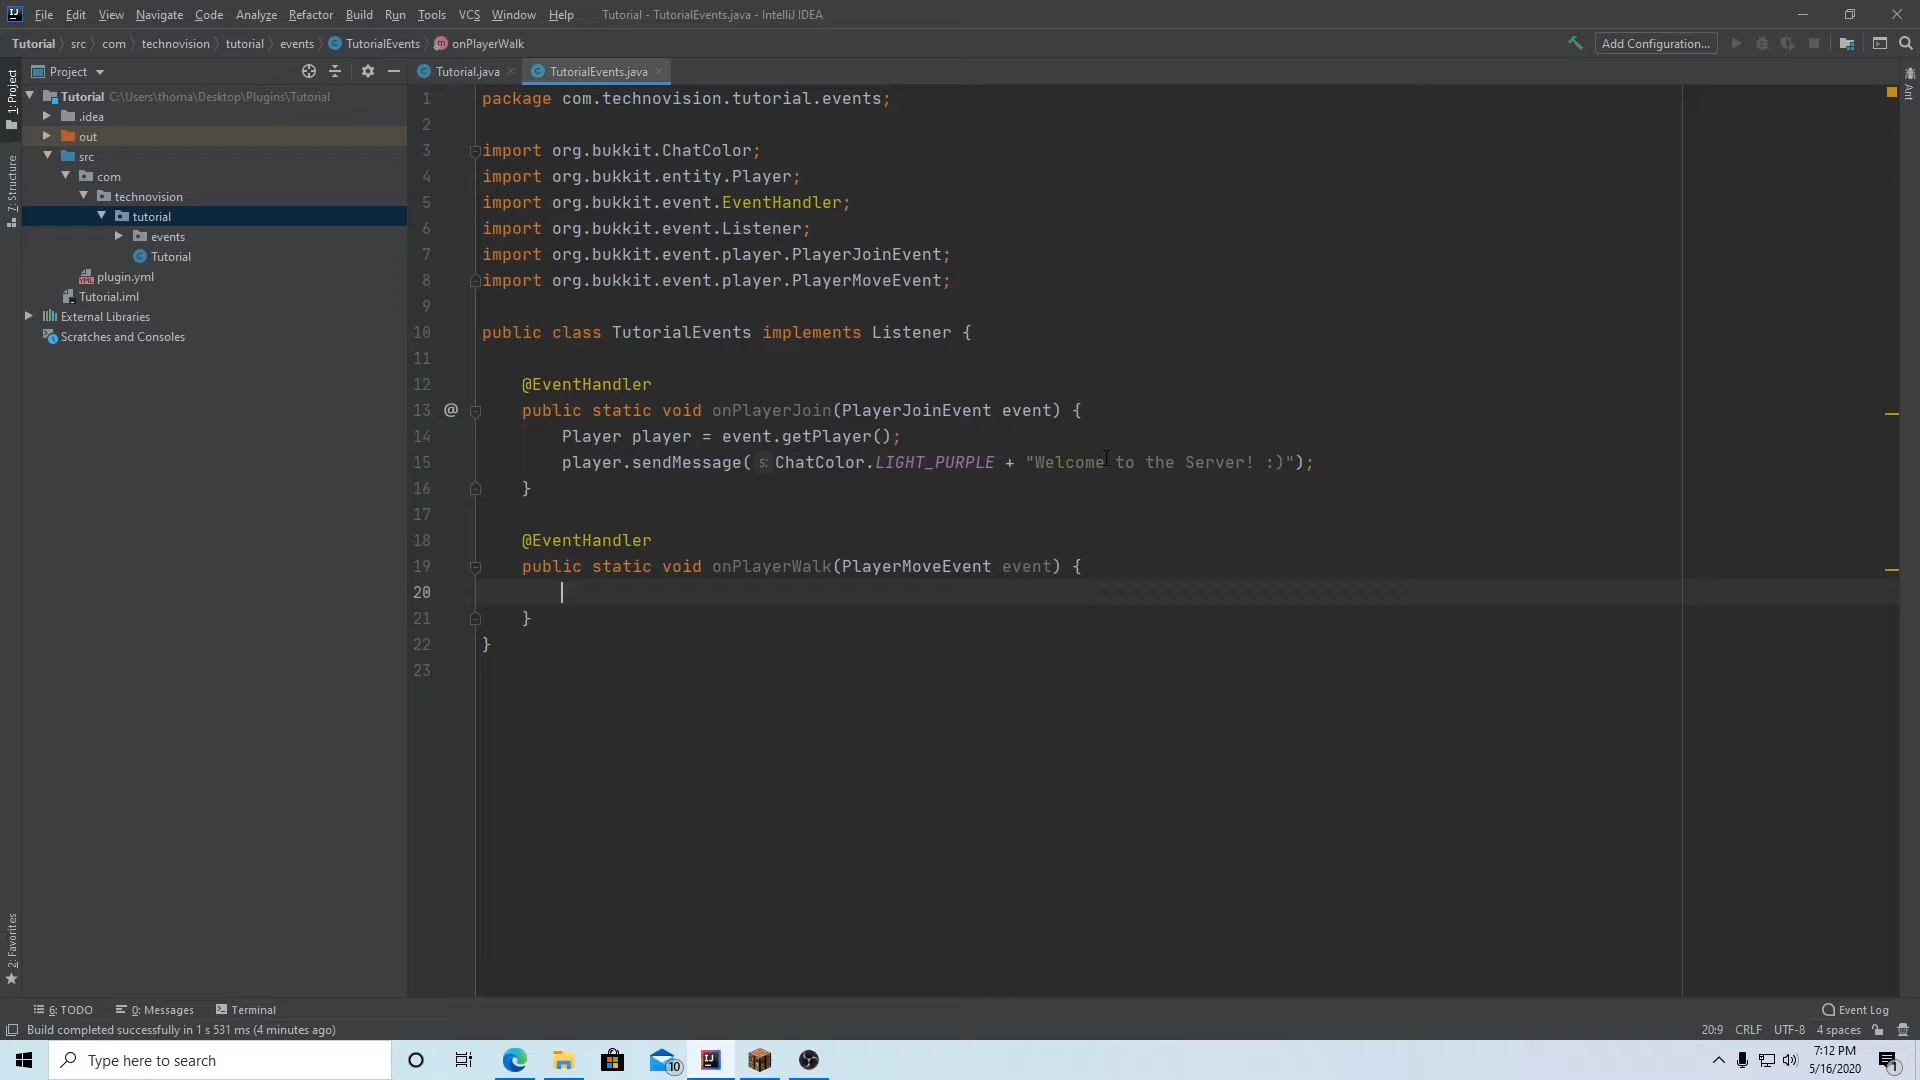 File Edit View Navigate Code Analyze Refactor Build Run Tools VCS Window Help Tutorial - TutorialEvents.java - IntelliJ IDEA
Tutorial src com technovision tutorial events TutorialEvents onPlayerWalk Add Configuration...
Project Tutorial.java TutorialEvents.java
1: Project
7: Structure
2: Favorites
Ant
Tutorial C:\Users\thoma\Desktop\Plugins\Tutorial
.idea
out
src
com
technovision
tutorial
events
Tutorial
plugin.yml
Tutorial.iml
External Libraries
Scratches and Consoles
1 package com.technovision.tutorial.events;
2
3 import org.bukkit.ChatColor;
4 import org.bukkit.entity.Player;
5 import org.bukkit.event.EventHandler;
6 import org.bukkit.event.Listener;
7 import org.bukkit.event.player.PlayerJoinEvent;
8 import org.bukkit.event.player.PlayerMoveEvent;
9
10 public class TutorialEvents implements Listener {
11
12 @EventHandler
13 @ public static void onPlayerJoin(PlayerJoinEvent event) {
14 Player player = event.getPlayer();
15 player.sendMessage( s: ChatColor.LIGHT_PURPLE + "Welcome to the Server! :)");
16 }
17
18 @EventHandler
19 public static void onPlayerWalk(PlayerMoveEvent event) {
20
21 }
22 }
23
6: TODO 0: Messages Terminal Event Log
Build completed successfully in 1 s 531 ms (4 minutes ago) 20:9 CRLF UTF-8 4 spaces
Type here to search 10 7:12 PM
5/16/2020 1